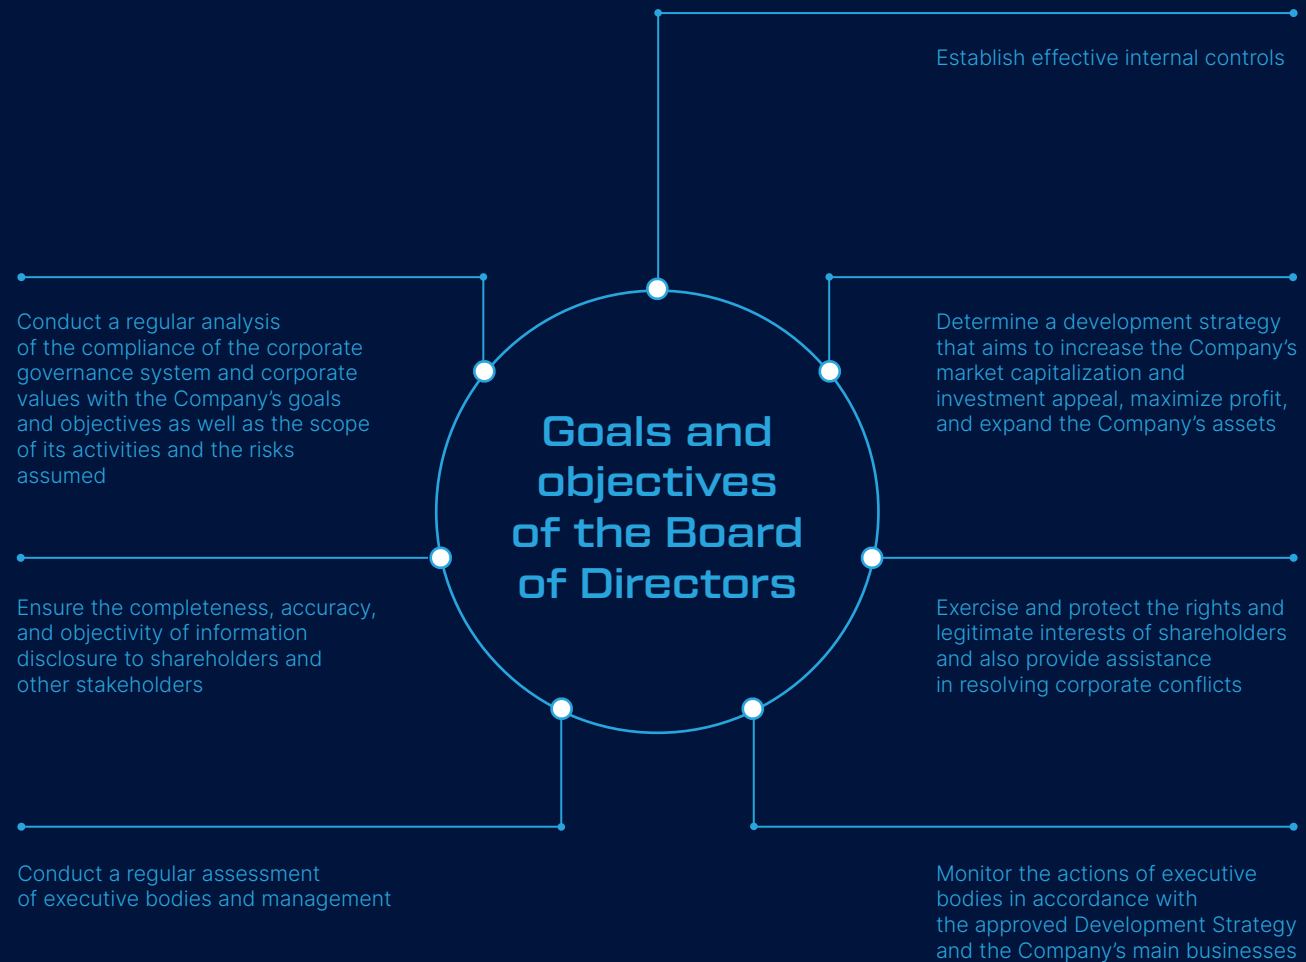 Establish effective internal controls
Conduct a regular analysis
of the compliance of the corporate
governance system and corporate
values with the Company’s goals
and objectives as well as the scope
of its activities and the risks
assumed
Determine a development strategy
that aims to increase the Company’s
market capitalization and
investment appeal, maximize profit,
and expand the Company’s assets
Goals and
objectives
of the Board
of Directors
Ensure the completeness, accuracy,
and objectivity of information
disclosure to shareholders and
other stakeholders
Exercise and protect the rights and
legitimate interests of shareholders
and also provide assistance
in resolving corporate conflicts
Conduct a regular assessment
of executive bodies and management
Monitor the actions of executive
bodies in accordance with
the approved Development Strategy
and the Company’s main businesses